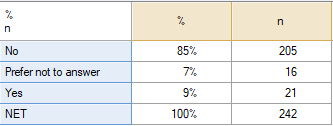 %
n
% n
No 85% 205
Prefer not to answer 7% 16
Yes 9% 21
NET 100% 242